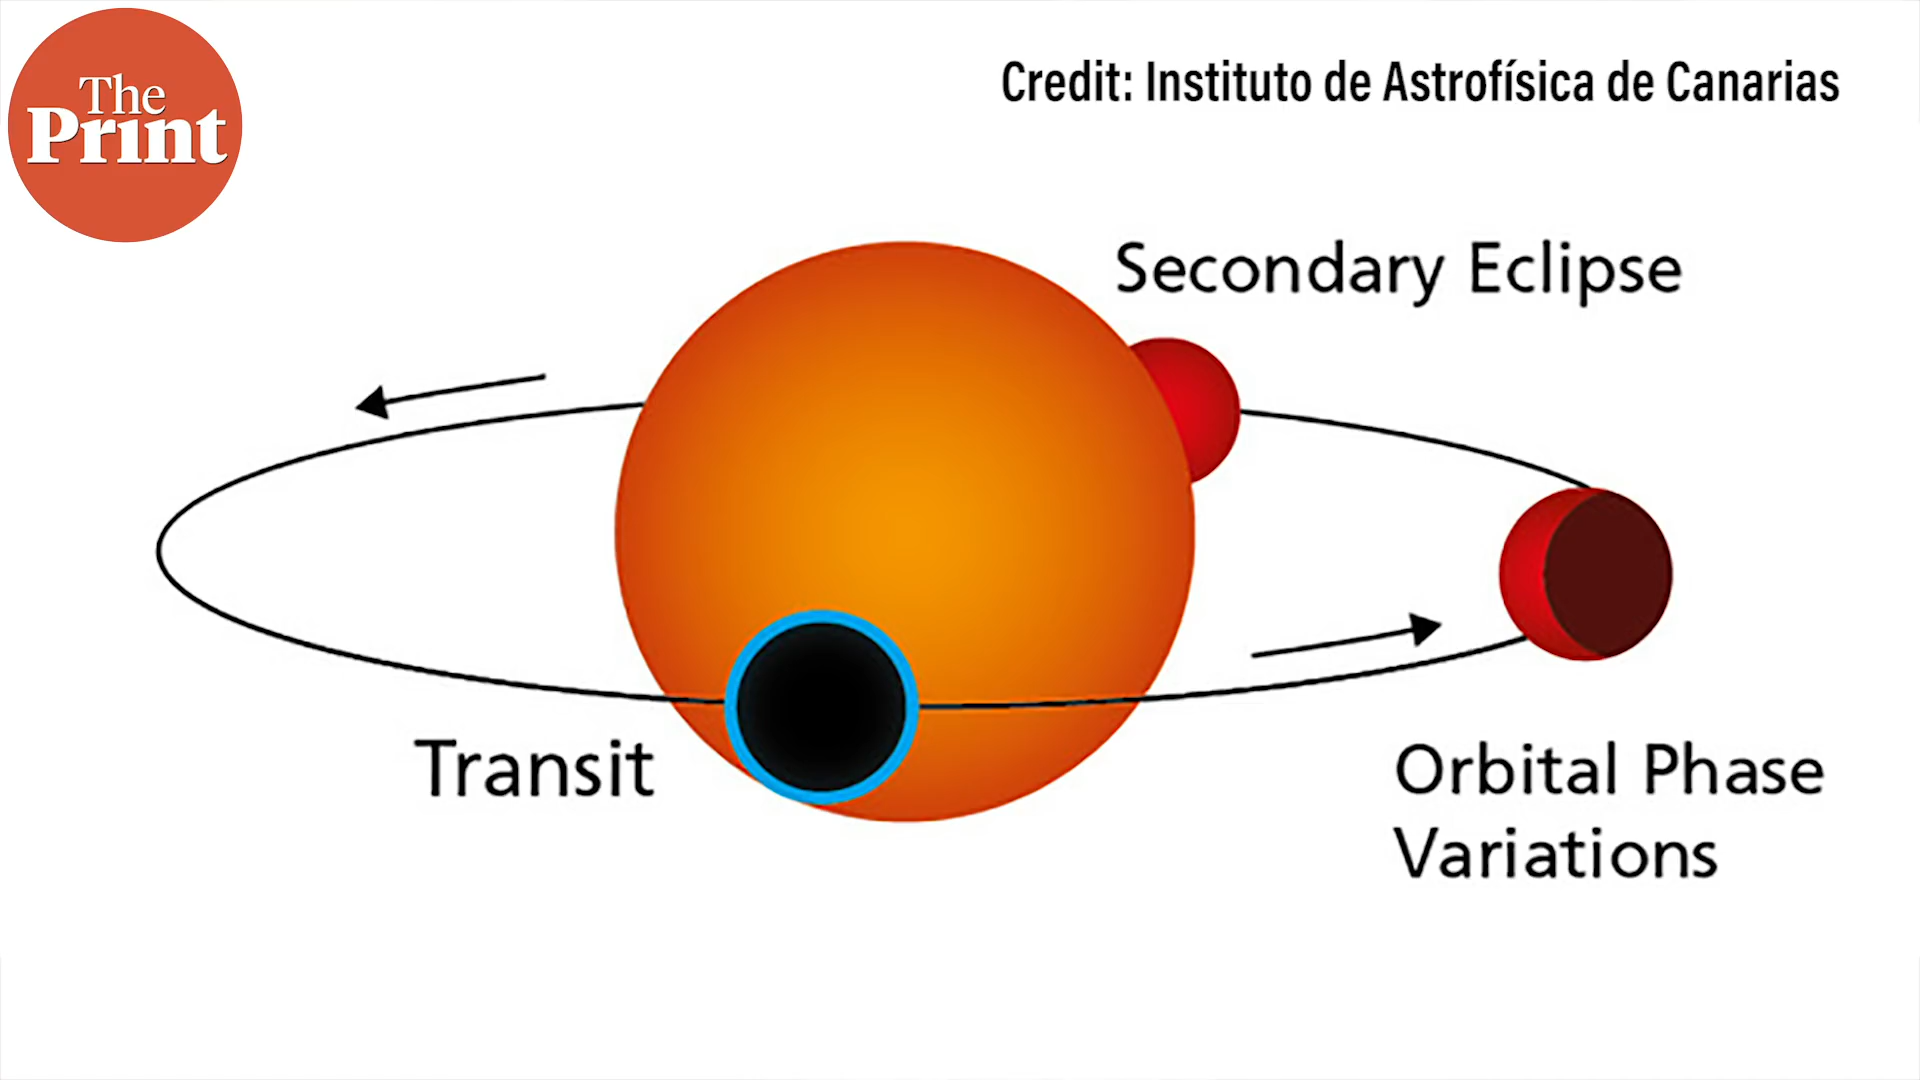 The
Print
Credit: Instituto de Astrofísica de Canarias
Secondary Eclipse
Transit
Orbital Phase
Variations